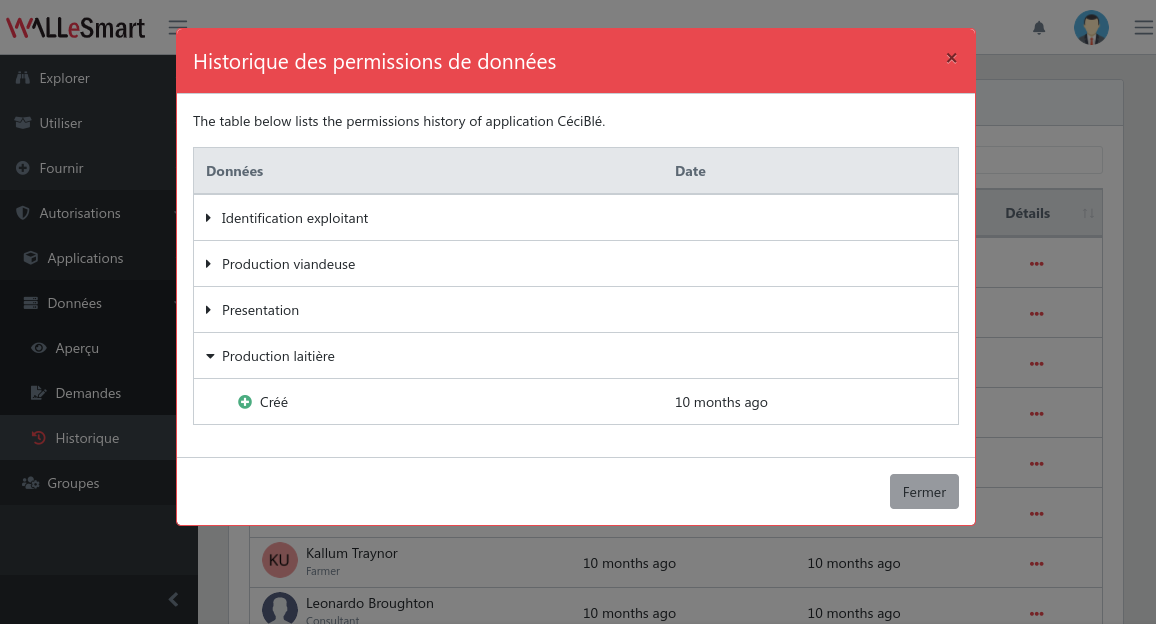 WALLeSmart
Explorer
Utiliser
Fournir
Autorisations
Applications
Données
Aperçu
Demandes
Historique
Groupes
Historique des permissions de données
×
The table below lists the permissions history of application CéciBlé.
Données Date
Identification exploitant
Production viandeuse
Presentation
Production laitière
Créé 10 months ago
Fermer
Détails
KU Kallum Traynor 10 months ago 10 months ago
Farmer
Leonardo Broughton 10 months ago 10 months ago
Consultant